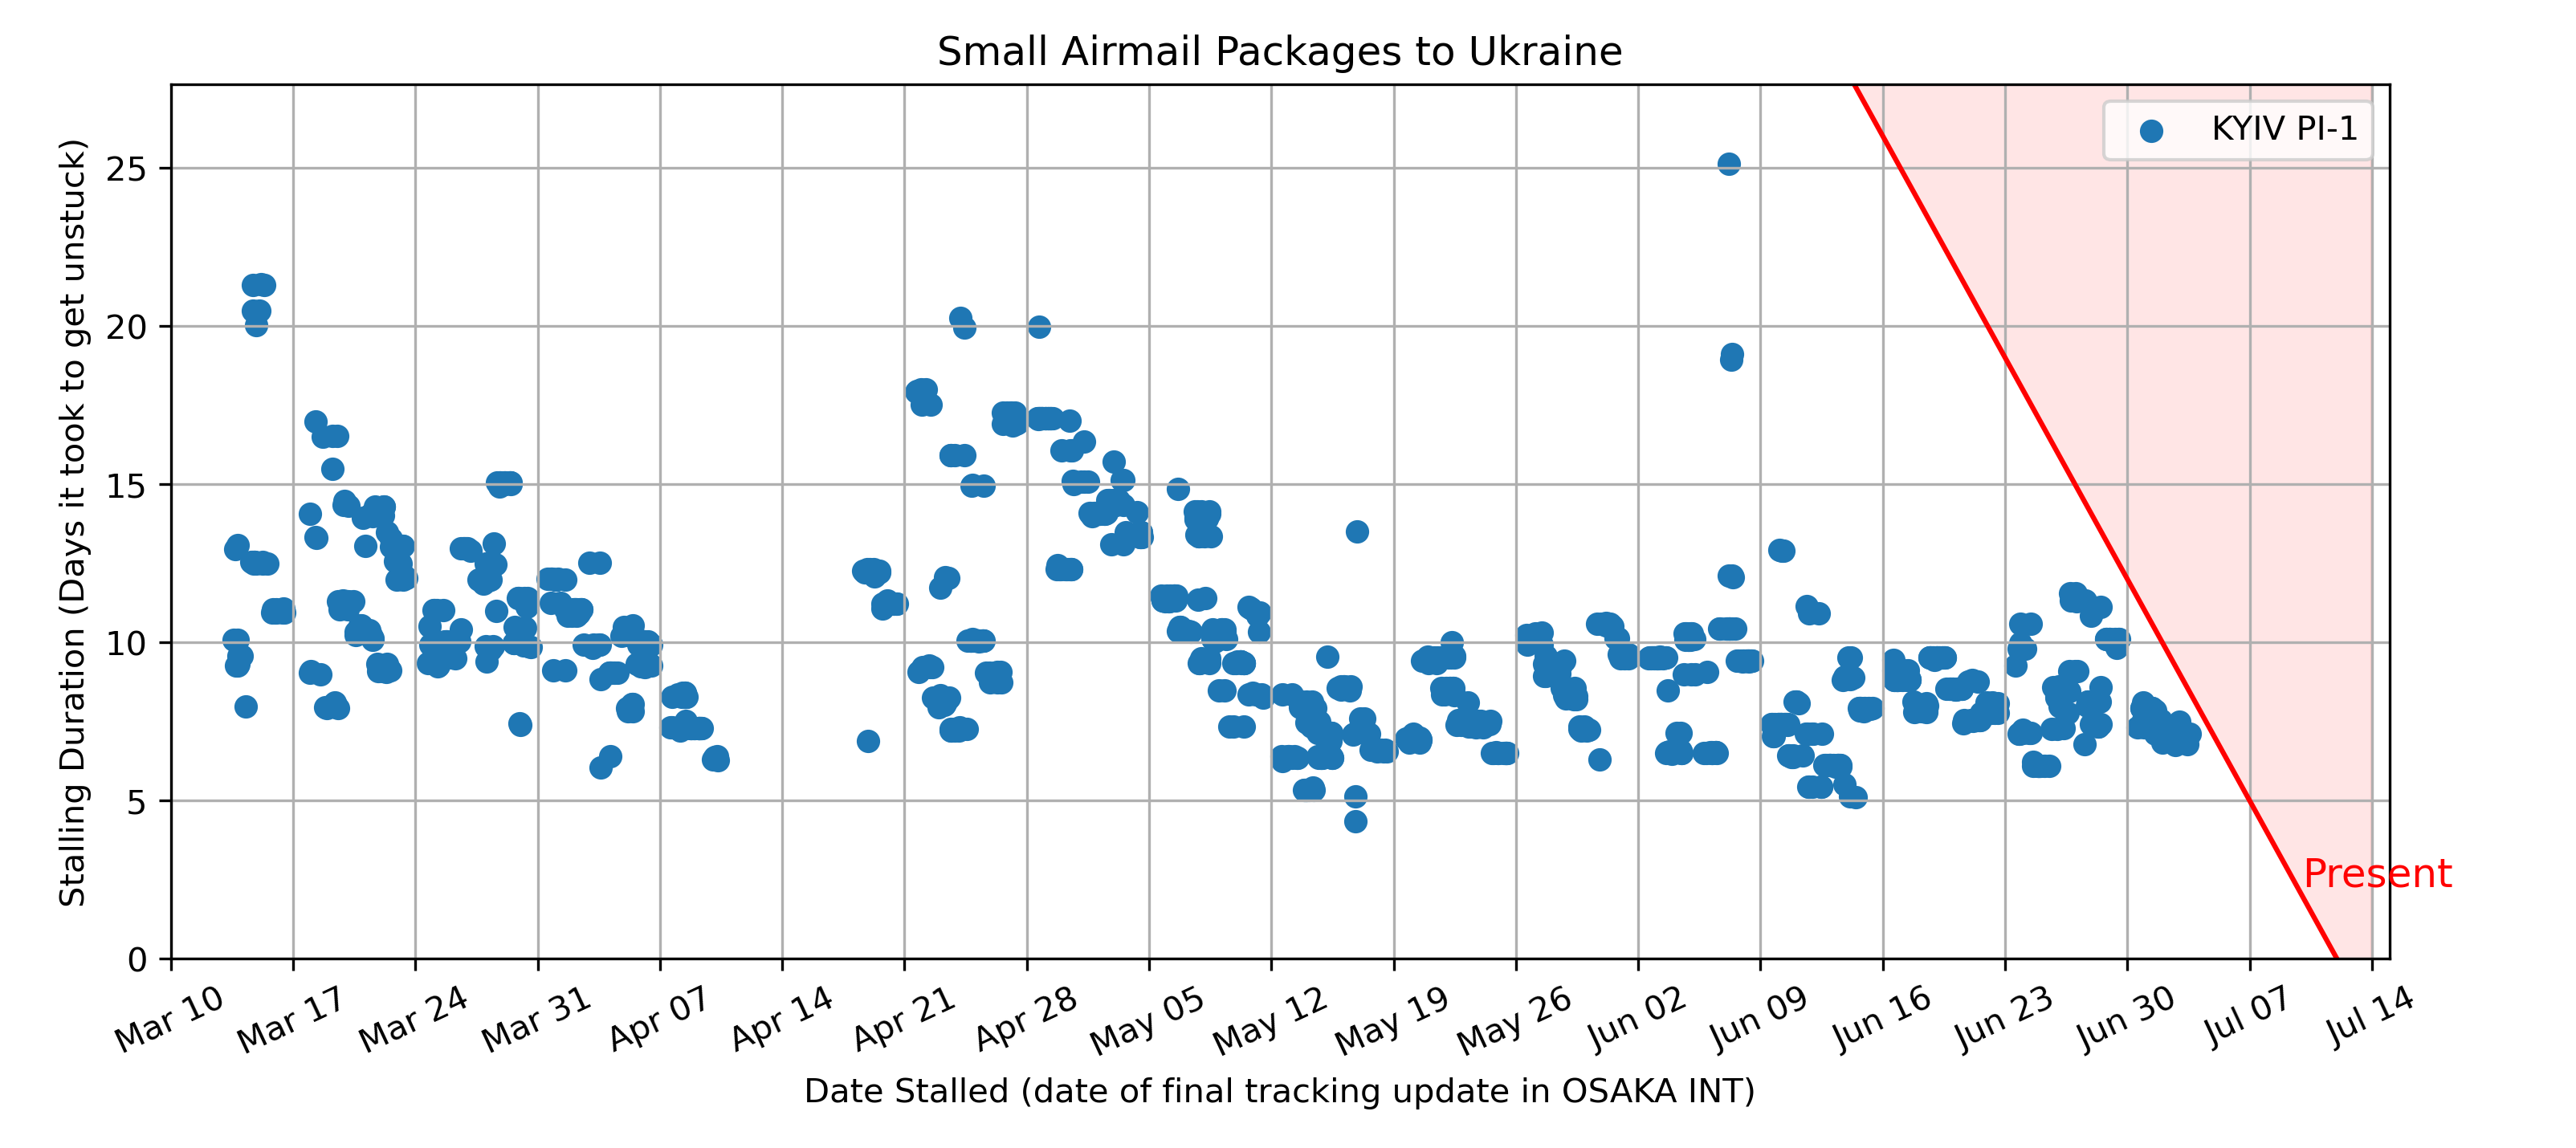 Small Airmail Packages to Ukraine
KYIV PI-1
Stalling Duration (Days it took to get unstuck)
25
20
15
10
5
0
Present
Mar 10
Mar 17
Mar 24
Mar 31
Apr 07
Apr 14
Apr 21
Apr 28
May 05
May 12
May 19
May 26
Jun 02
Jun 09
Jun 16
Jun 23
Jun 30
Jul 07
Jul 14
Date Stalled (date of final tracking update in OSAKA INT)